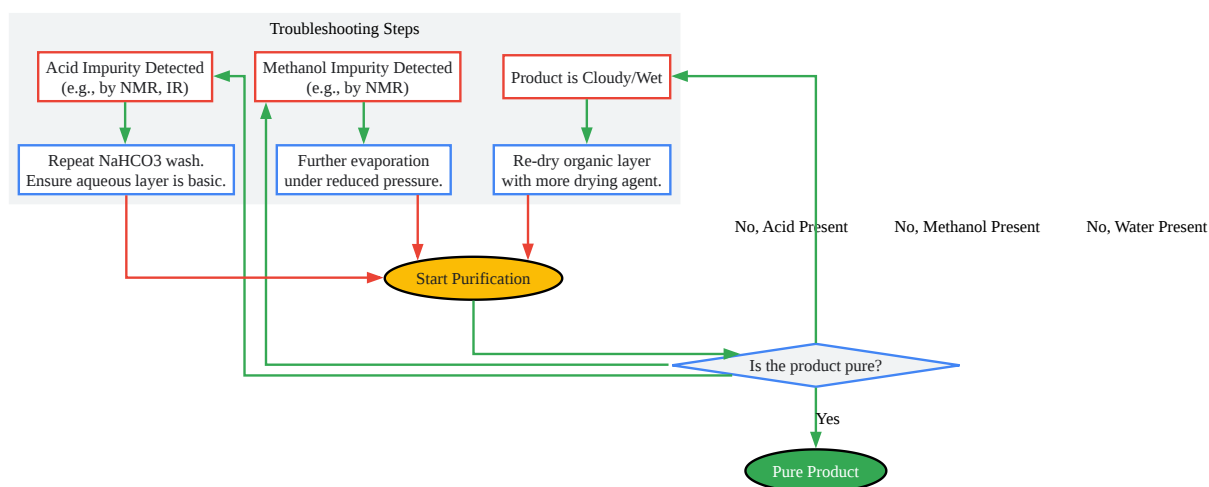 Troubleshooting Steps
Acid Impurity Detected
(e.g., by NMR, IR)
Methanol Impurity Detected
(e.g., by NMR)
Product is Cloudy/Wet
Repeat NaHCO3 wash.
Ensure aqueous layer is basic.
Further evaporation
under reduced pressure.
Re-dry organic layer
with more drying agent.
No, Acid Present
No, Methanol Present
No, Water Present
Start Purification
Is the product pure?
Yes
Pure Product